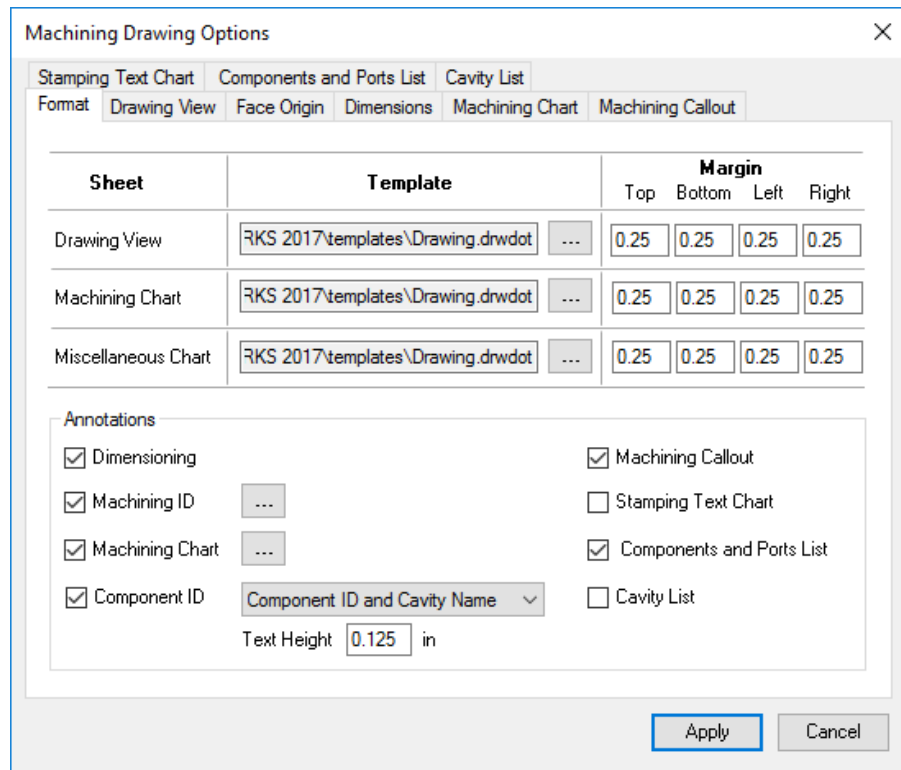 Machining Drawing Options
Stamping Text Chart Components and Ports List Cavity List
Format Drawing View Face Origin Dimensions Machining Chart Machining Callout
Sheet Template Margin
Top Bottom Left Right
Drawing View RKS 2017\templates\Drawing.drwdot ... 0.25 0.25 0.25 0.25
Machining Chart RKS 2017\templates\Drawing.drwdot ... 0.25 0.25 0.25 0.25
Miscellaneous Chart RKS 2017\templates\Drawing.drwdot ... 0.25 0.25 0.25 0.25
Annotations
Dimensioning Machining Callout
Machining ID ... Stamping Text Chart
Machining Chart ... Components and Ports List
Component ID Component ID and Cavity Name Cavity List
Text Height 0.125 in
Apply Cancel